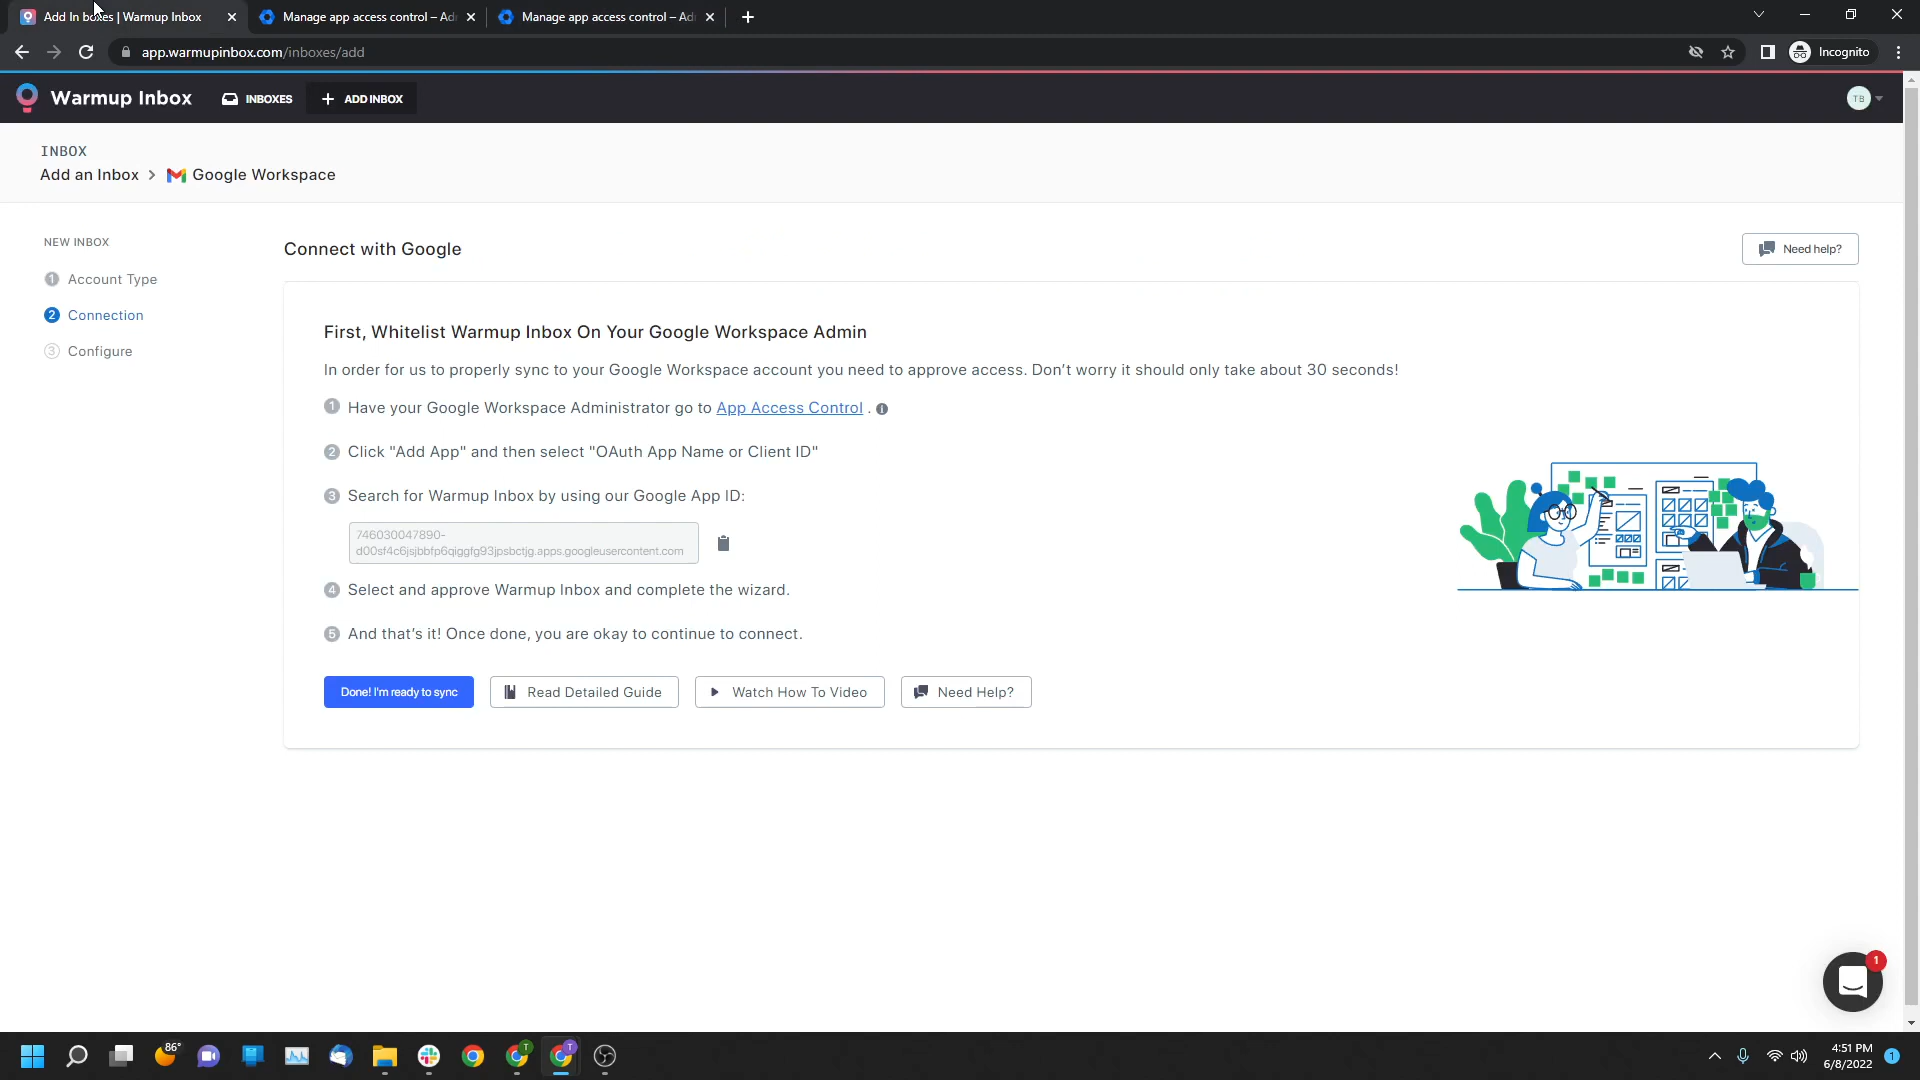 Add In boxes | Warmup Inbox
Manage app access control – Ad
Manage app access control – Ad
app.warmupinbox.com/inboxes/add
Incognito
Warmup Inbox
INBOXES
ADD INBOX
TB
INBOX
Add an Inbox > Google Workspace
NEW INBOX
1 Account Type
2 Connection
3 Configure
Connect with Google
Need help?
First, Whitelist Warmup Inbox On Your Google Workspace Admin
In order for us to properly sync to your Google Workspace account you need to approve access. Don't worry it should only take about 30 seconds!
1 Have your Google Workspace Administrator go to App Access Control .
2 Click "Add App" and then select "OAuth App Name or Client ID"
3 Search for Warmup Inbox by using our Google App ID:
746030047890-
d00sf4c6jsjbbfp6qiggfg93jpsbctjg.apps.googleusercontent.com
4 Select and approve Warmup Inbox and complete the wizard.
5 And that's it! Once done, you are okay to continue to connect.
Done! I'm ready to sync
Read Detailed Guide
Watch How To Video
Need Help?
1
86°
T
T
4:51 PM
6/8/2022
1